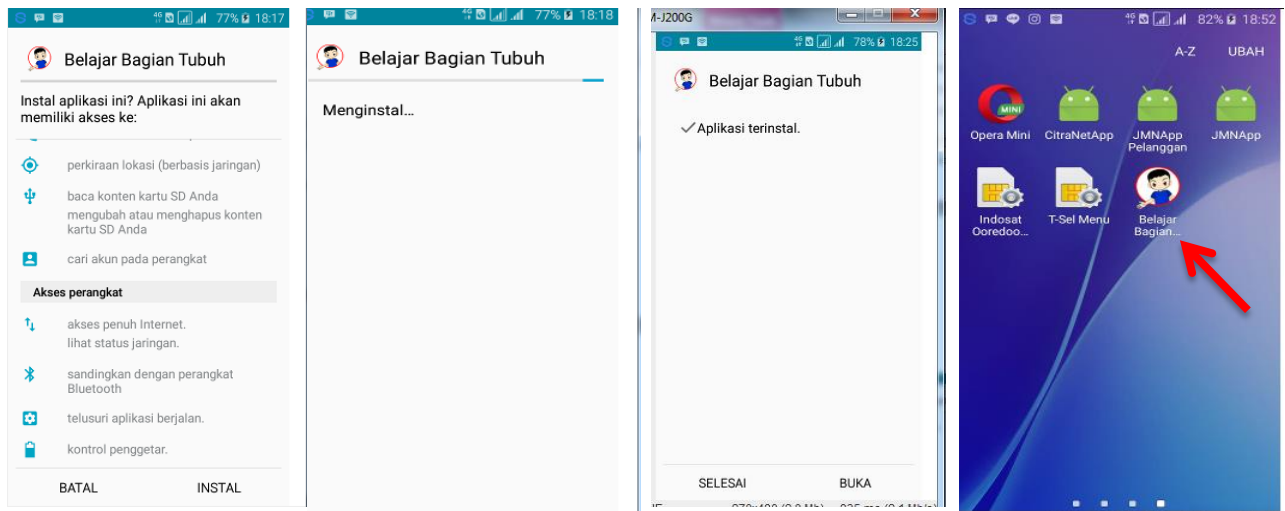 4G 77% 18:17
Belajar Bagian Tubuh
Instal aplikasi ini? Aplikasi ini akan
memiliki akses ke:
perkiraan lokasi (berbasis jaringan)
baca konten kartu SD Anda
mengubah atau menghapus konten
kartu SD Anda
cari akun pada perangkat
Akses perangkat
akses penuh Internet.
lihat status jaringan.
sandingkan dengan perangkat
Bluetooth
telusuri aplikasi berjalan.
kontrol penggetar.
BATAL INSTAL
4G 77% 18:18
Belajar Bagian Tubuh
Menginstal...
M-J200G
78% 18:25
Belajar Bagian Tubuh
Aplikasi terinstal.
SELESAI BUKA
4G 82% 18:52
A-Z UBAH
MINI
Opera Mini CitraNetApp JMNApp
Pelanggan JMNApp
Indosat
Ooredoo... T-Sel Menu Belajar
Bagian...